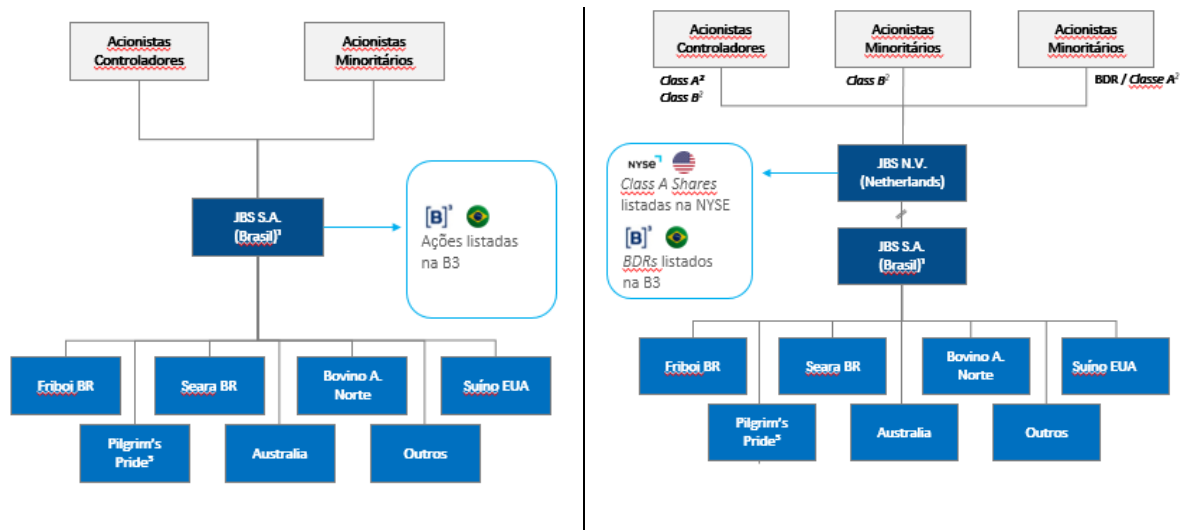 Acionistas
Controladores
Acionistas
Minoritários
JBS S.A.
(Brasil)¹
[B]³
Ações listadas
na B3
Friboi BR
Seara BR
Bovino A.
Norte
Suíno EUA
Pilgrim's
Pride³
Australia
Outros
Acionistas
Controladores
Acionistas
Minoritários
Acionistas
Minoritários
Class A²
Class B²
Class B²
BDR / Classe A²
NYSE
Class A Shares
listadas na NYSE
[B]³
BDRs listados
na B3
JBS N.V.
(Netherlands)
JBS S.A.
(Brasil)¹
Friboi BR
Seara BR
Bovino A.
Norte
Suíno EUA
Pilgrim's
Pride³
Australia
Outros